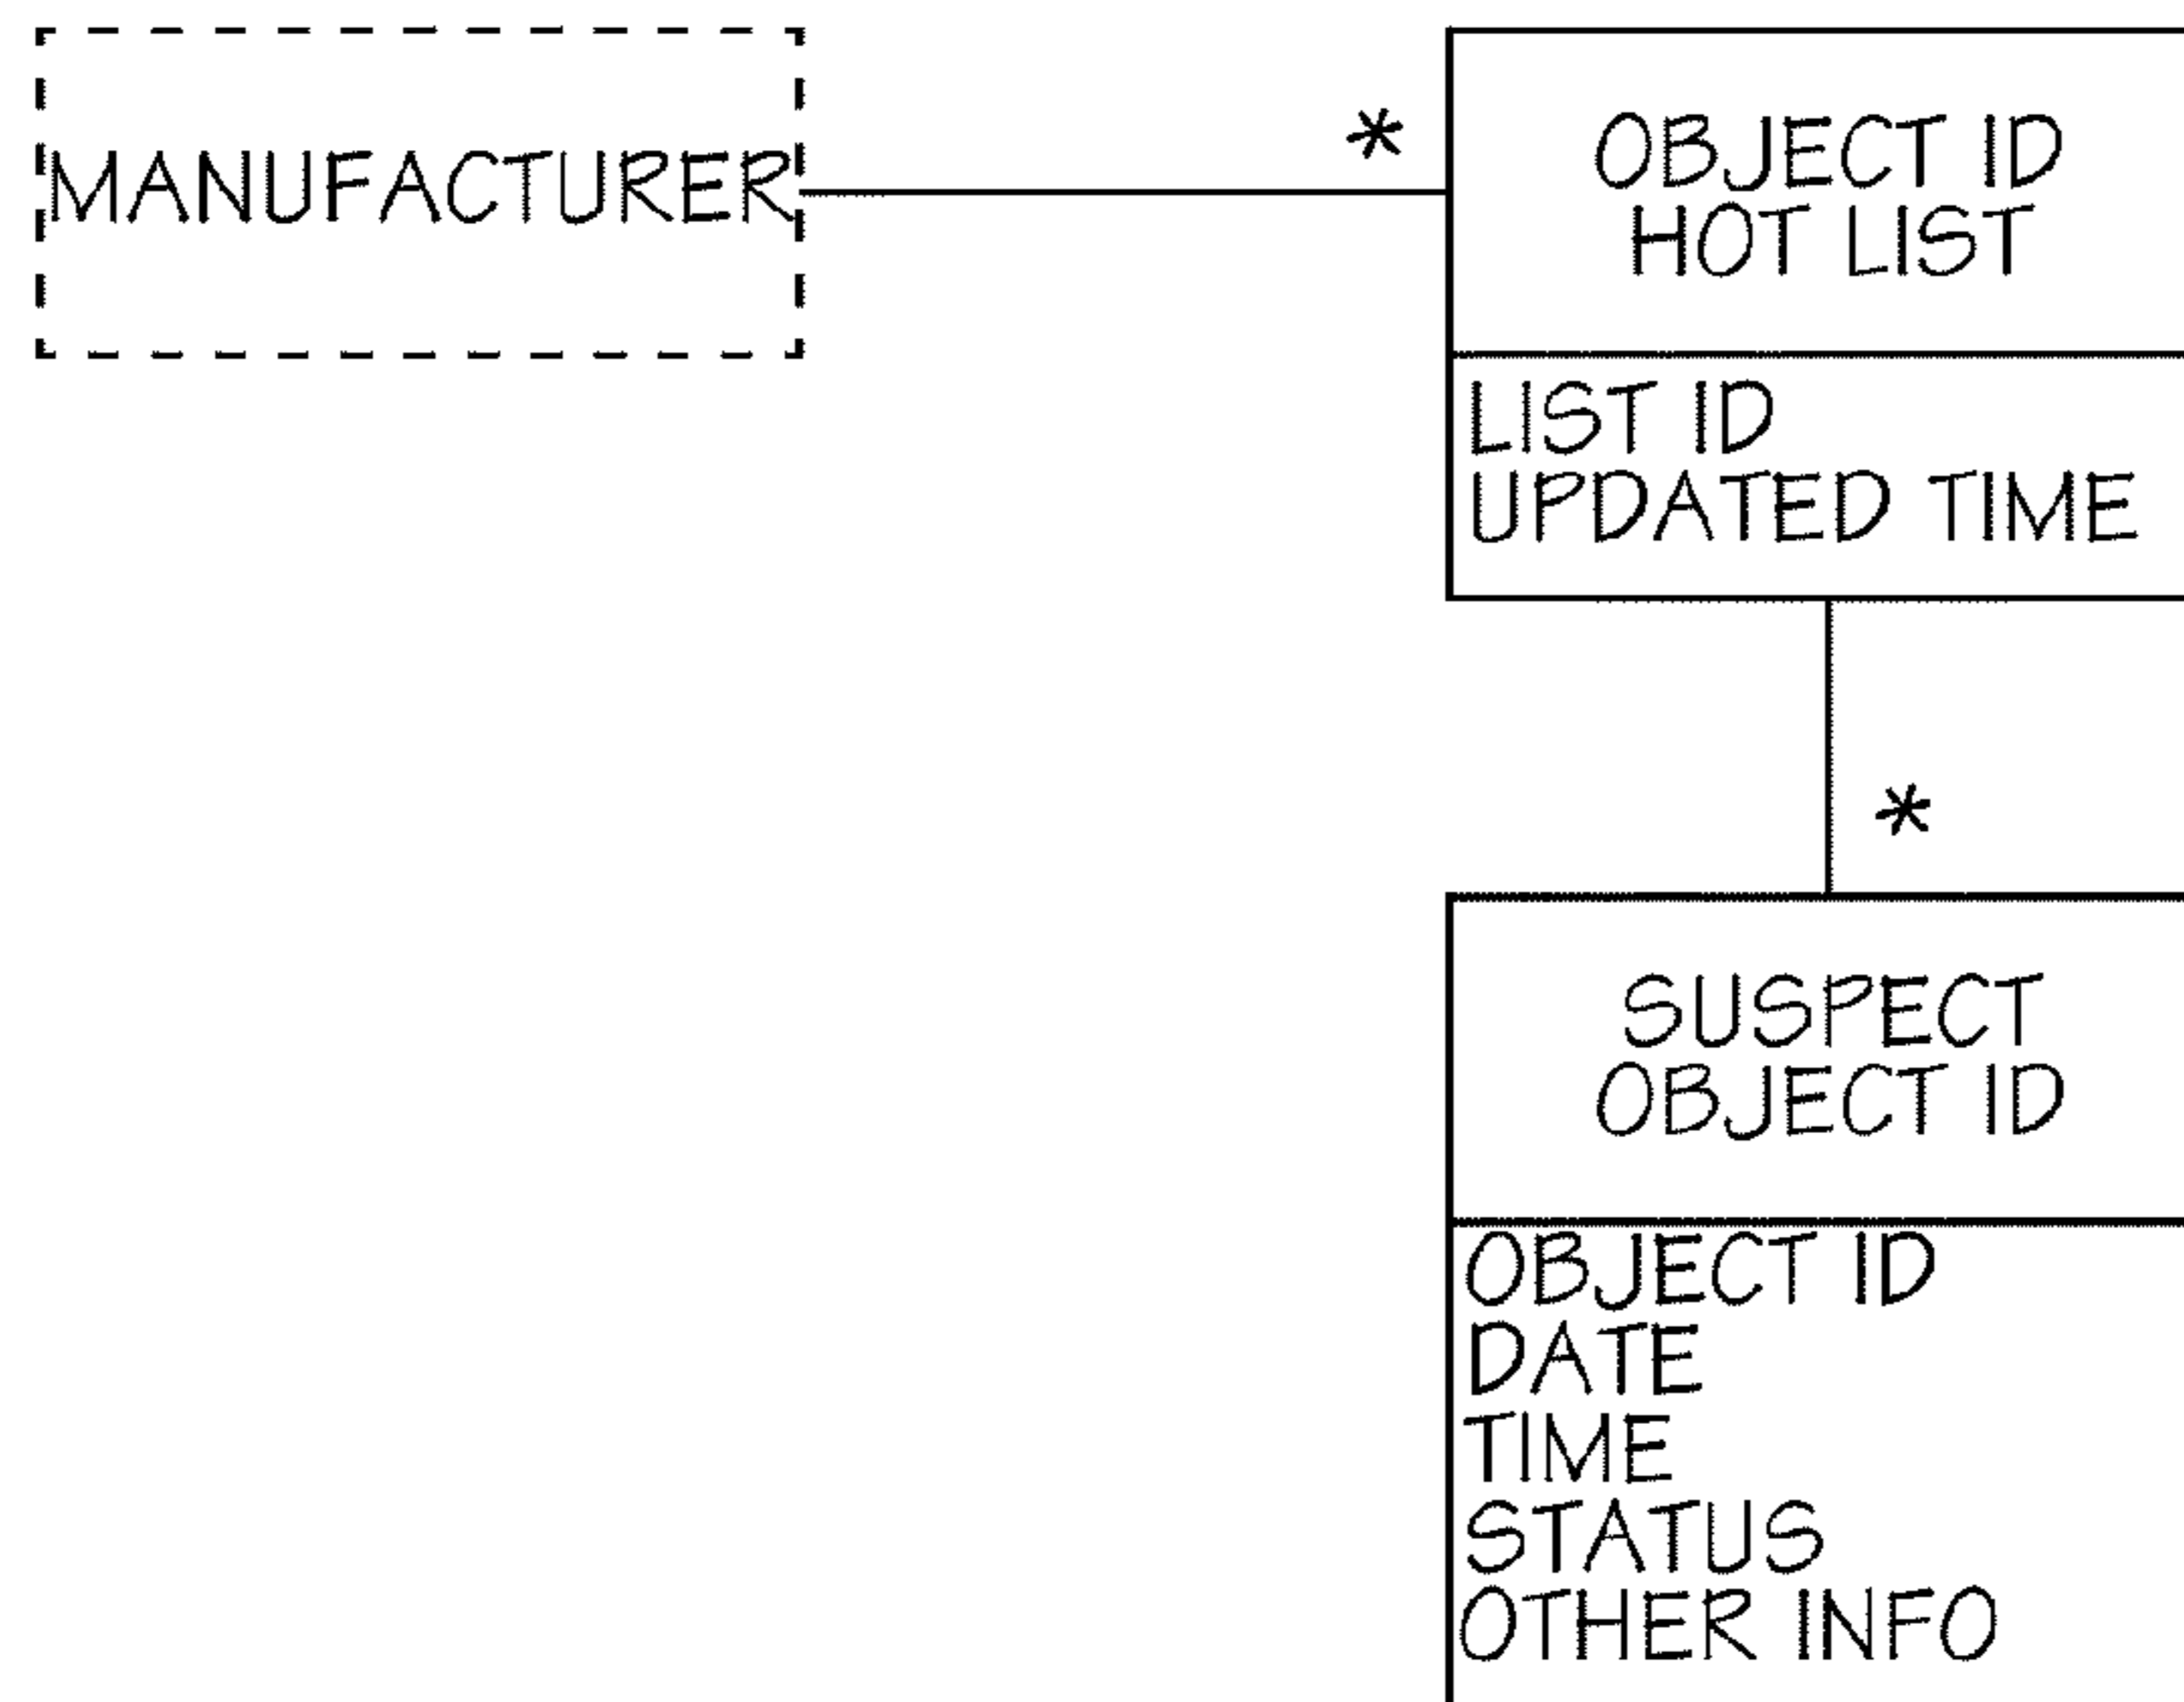 MANUFACTURER
*
OBJECT ID
HOT LIST
LIST ID
UPDATED TIME
*
SUSPECT
OBJECT ID
OBJECT ID
DATE
TIME
STATUS
OTHER INFO